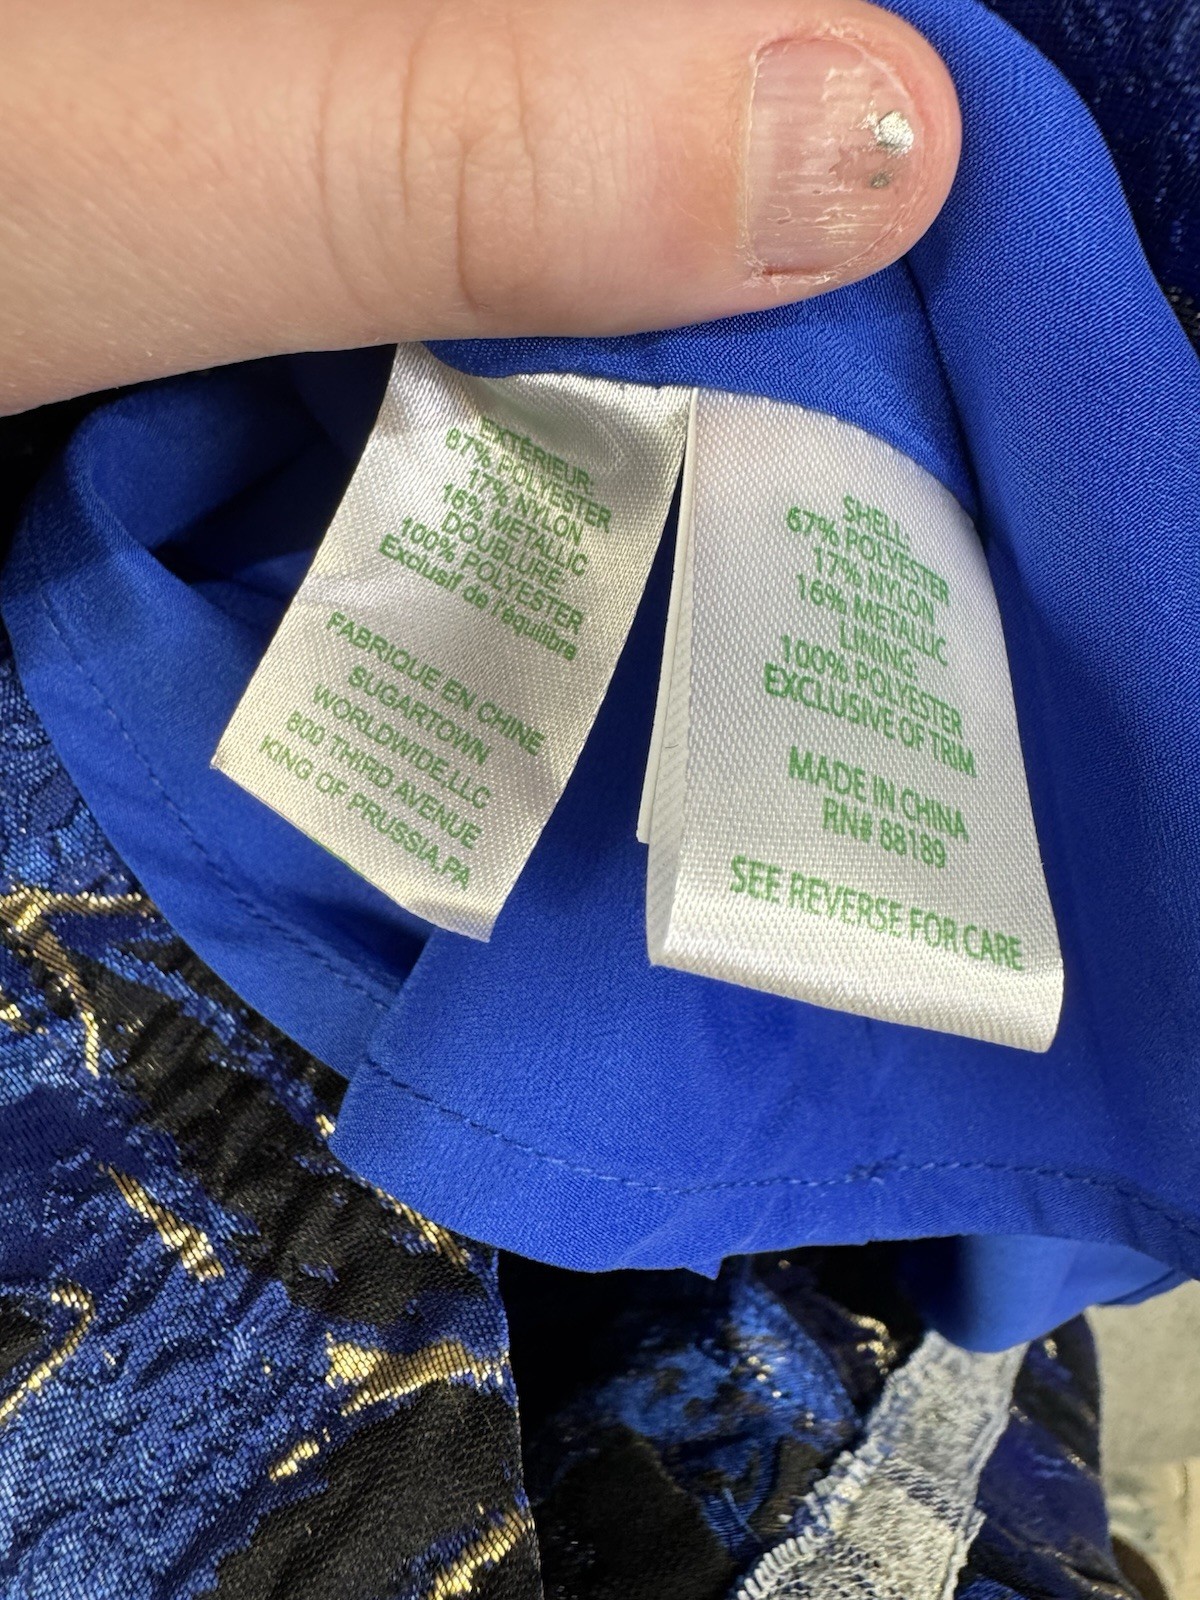 EXTÉRIEUR:
67% POLYESTER
17% NYLON
16% METALLIC
DOUBLURE:
100% POLYESTER
Exclusif de l'équilibre
FABRIQUE EN CHINE
SUGARTOWN
WORLDWIDE,LLC
800 THIRD AVENUE
KING OF PRUSSIA,PA
SHELL:
67% POLYESTER
17% NYLON
16% METALLIC
LINING:
100% POLYESTER
EXCLUSIVE OF TRIM
MADE IN CHINA
RN# 88189
SEE REVERSE FOR CARE